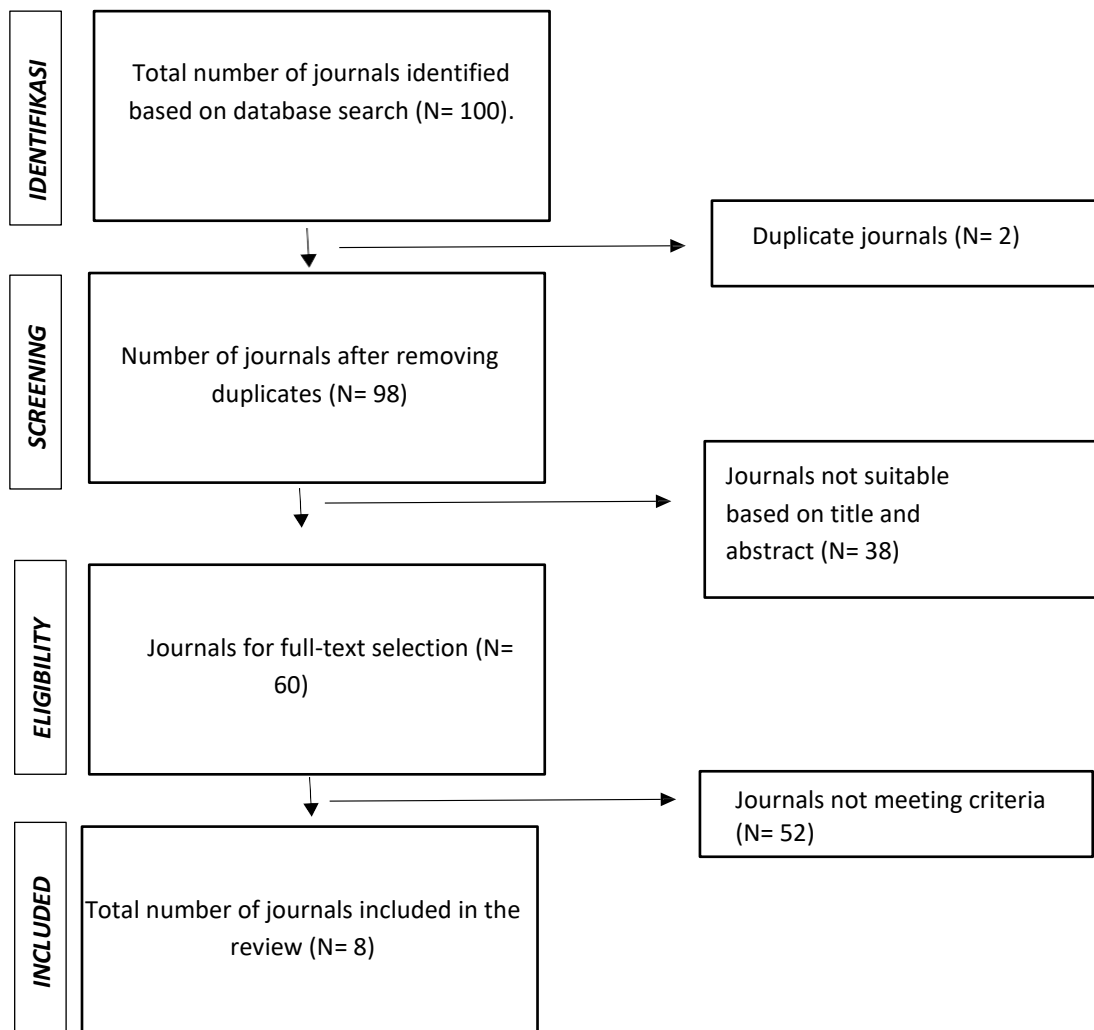 IDENTIFIKASI
Total number of journals identified
based on database search (N= 100).
Duplicate journals (N= 2)
SCREENING
Number of journals after removing
duplicates (N= 98)
Journals not suitable
based on title and
abstract (N= 38)
ELIGIBILITY
Journals for full-text selection (N=
60)
Journals not meeting criteria
(N= 52)
INCLUDED
Total number of journals included in the
review (N= 8)